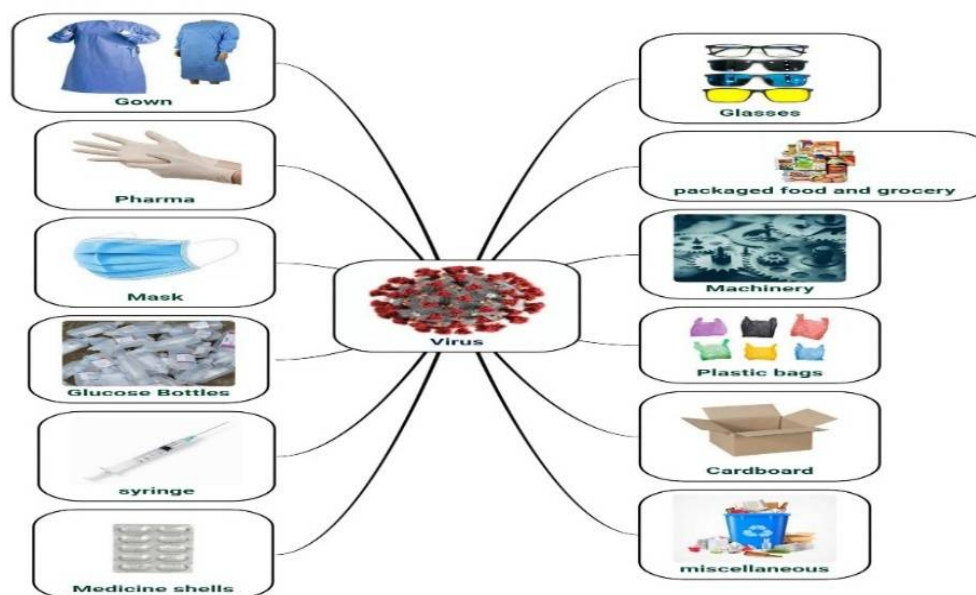 Gown
Pharma
Mask
Glucose Bottles
syringe
Medicine shells
Virus
Glasses
packaged food and grocery
Machinery
Plastic bags
Cardboard
miscellaneous